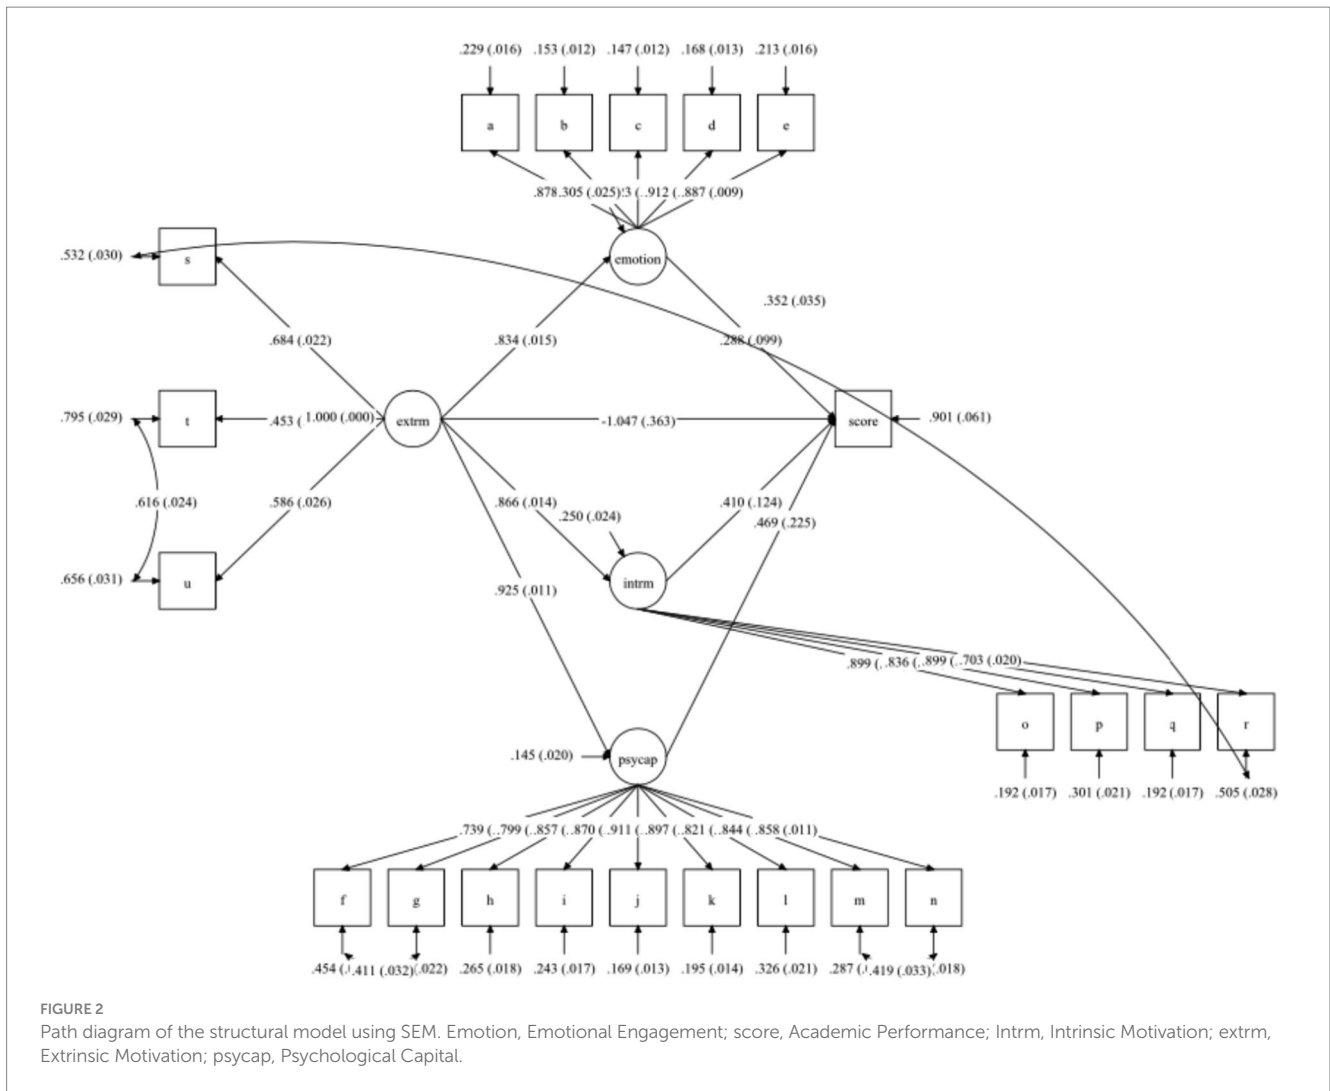 .229 (.016) .153 (.012) .147 (.012) .168 (.013) .213 (.016)
a b c d e
.878 .305 (.025) .912 (. .887 (.009)
.532 (.030) s emotion
.352 (.035)
.684 (.022) .834 (.015) .288 (.099)
.795 (.029) t .453 ( 1.000 (.000) extrm -1.047 (.363) score .901 (.061)
.616 (.024) .586 (.026) .866 (.014) .410 (.124)
.250 (.024) .469 (.225)
.656 (.031) u intrm
.925 (.011)
.899 (. .836 (. .899 (. .703 (.020)
o p q r
.145 (.020) psycap
.192 (.017) .301 (.021) .192 (.017) .505 (.028)
.739 (. .799 (. .857 (. .870 (. .911 (. .897 (. .821 (. .844 (. .858 (.011)
f g h i j k l m n
.454 (. .411 (.032) .022) .265 (.018) .243 (.017) .169 (.013) .195 (.014) .326 (.021) .287 (. .419 (.033) .018)
FIGURE 2
Path diagram of the structural model using SEM. Emotion, Emotional Engagement; score, Academic Performance; Intrm, Intrinsic Motivation; extrm,
Extrinsic Motivation; psycap, Psychological Capital.